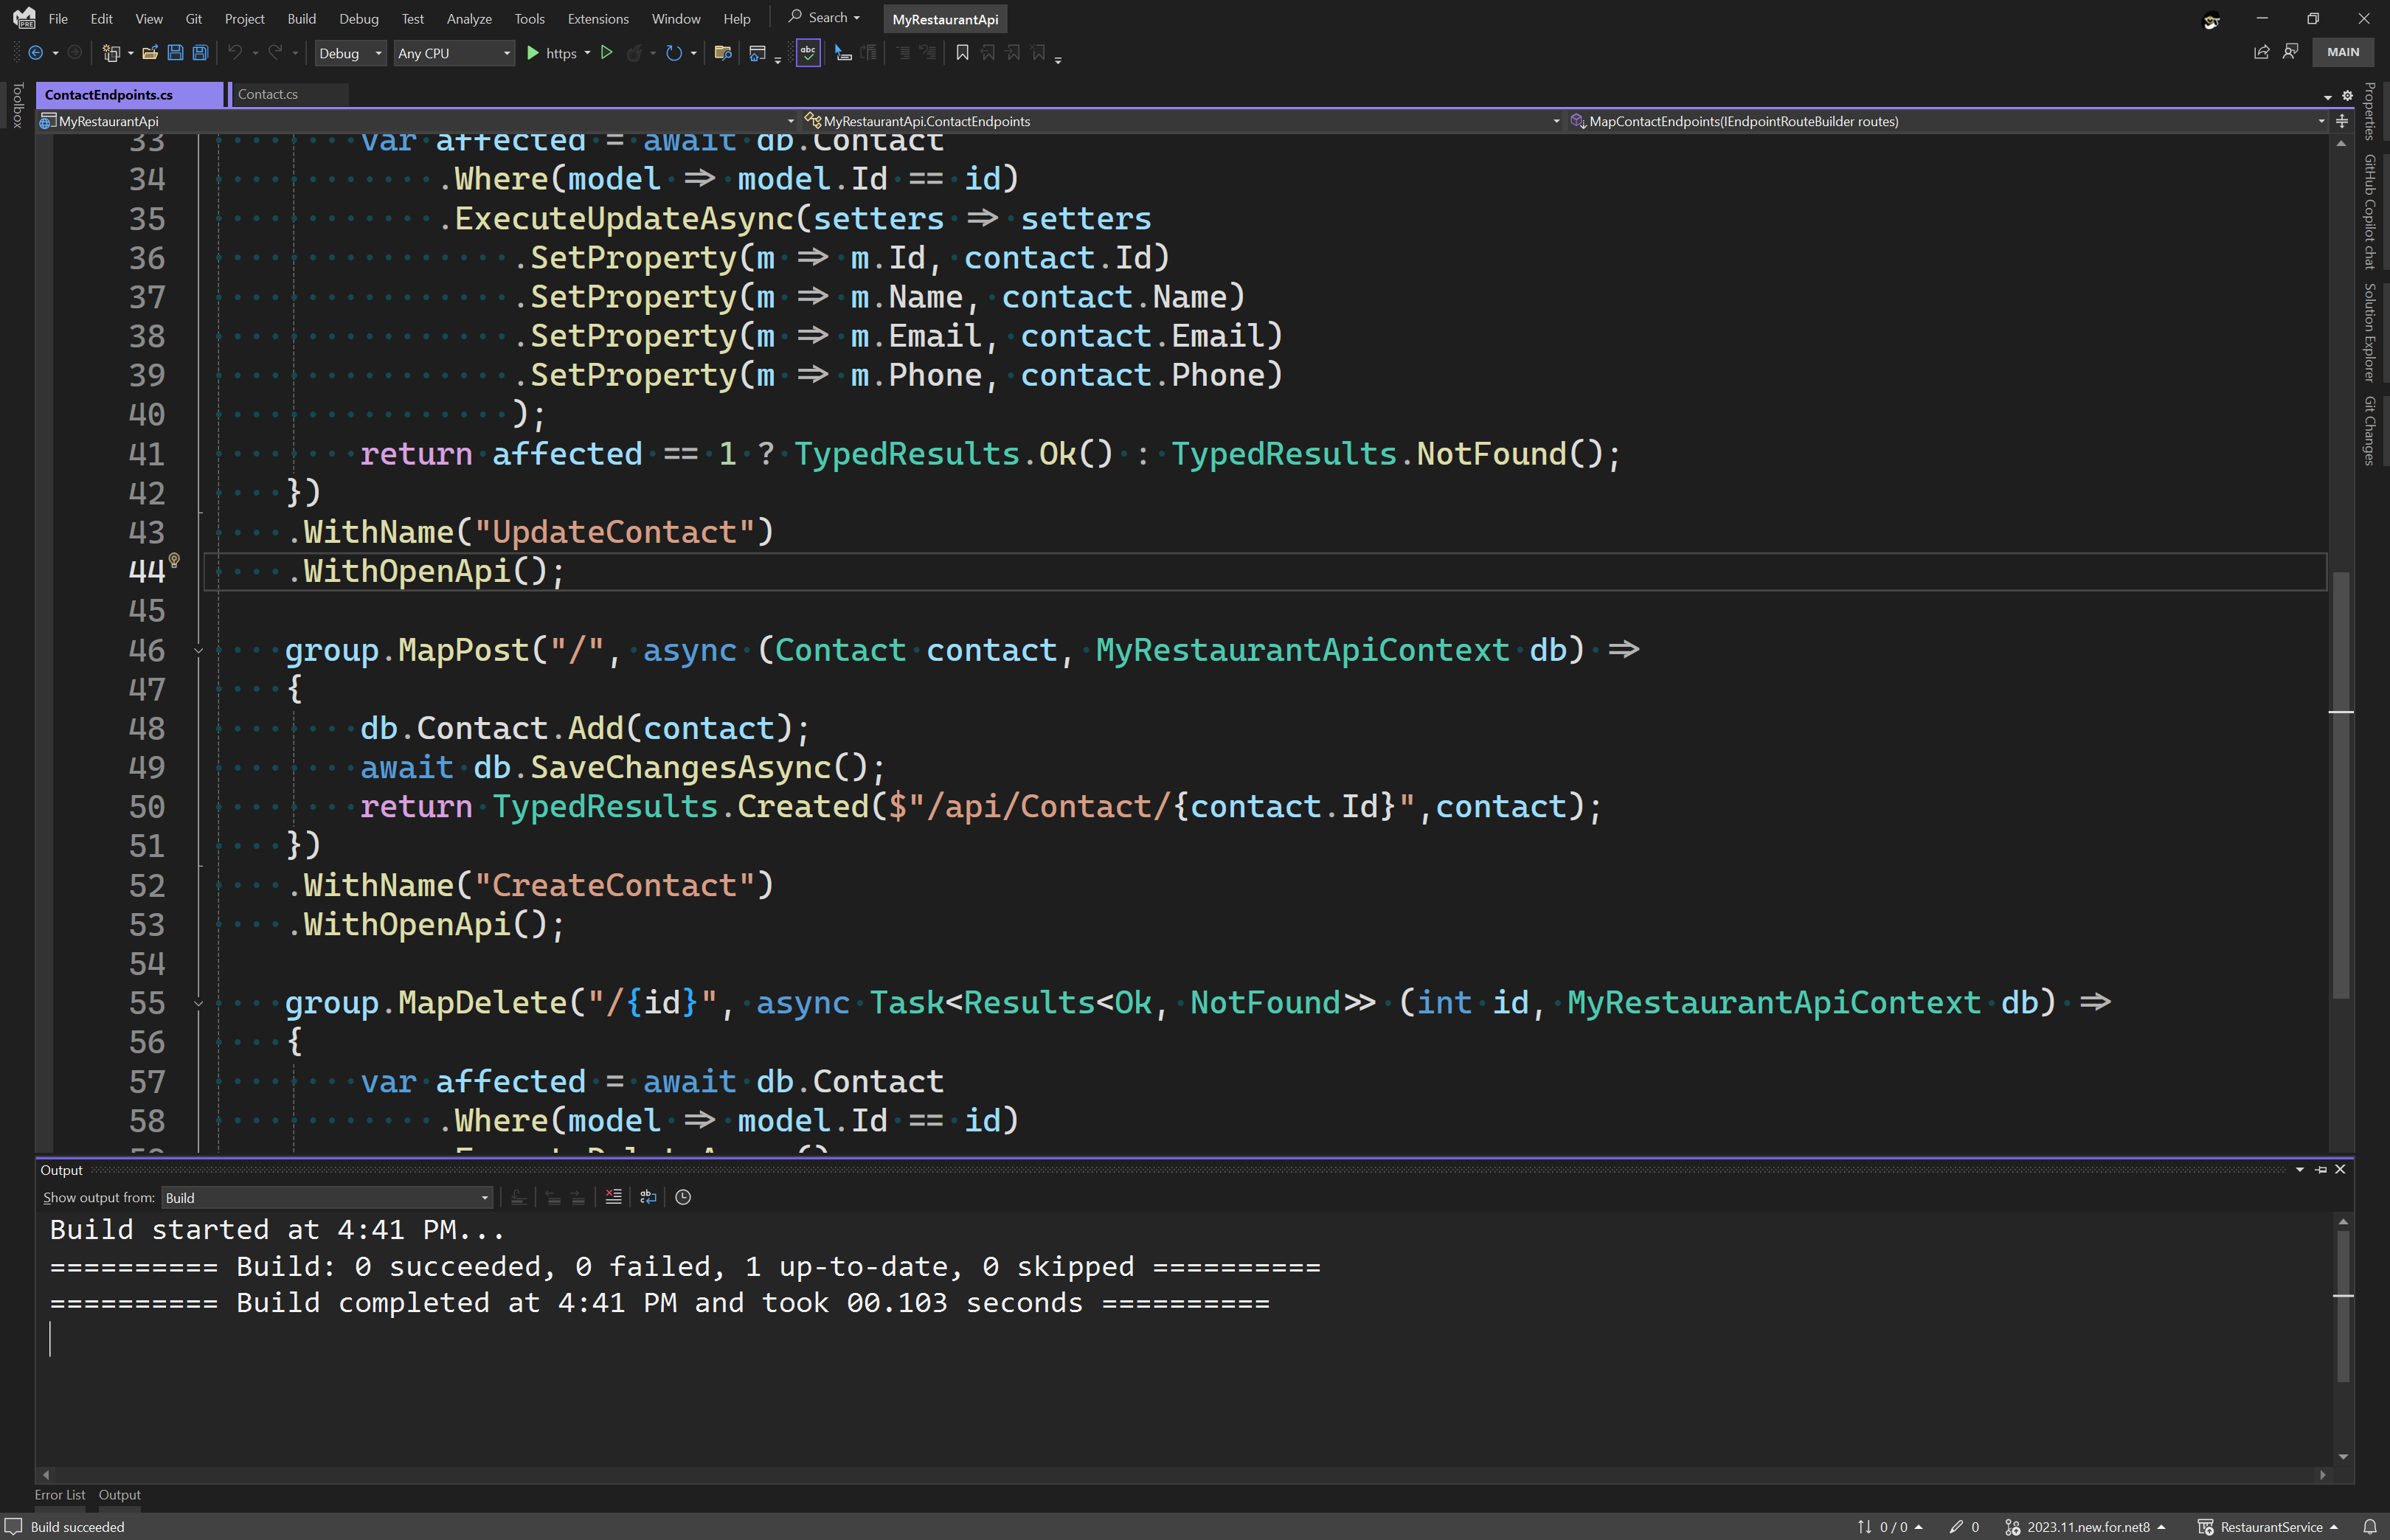 File Edit View Git Project Build Debug Test Analyze Tools Extensions Window Help Search MyRestaurantApi
Debug Any CPU https MAIN
Toolbox
ContactEndpoints.cs Contact.cs
MyRestaurantApi MyRestaurantApi.ContactEndpoints MapContactEndpoints(IEndpointRouteBuilder routes)
33 var affected = await db.Contact
34 .Where(model => model.Id == id)
35 .ExecuteUpdateAsync(setters => setters
36 .SetProperty(m => m.Id, contact.Id)
37 .SetProperty(m => m.Name, contact.Name)
38 .SetProperty(m => m.Email, contact.Email)
39 .SetProperty(m => m.Phone, contact.Phone)
40 );
41 return affected == 1 ? TypedResults.Ok() : TypedResults.NotFound();
42 })
43 .WithName("UpdateContact")
44 .WithOpenApi();
45
46 group.MapPost("/", async (Contact contact, MyRestaurantApiContext db) =>
47 {
48 db.Contact.Add(contact);
49 await db.SaveChangesAsync();
50 return TypedResults.Created($"/api/Contact/{contact.Id}",contact);
51 })
52 .WithName("CreateContact")
53 .WithOpenApi();
54
55 group.MapDelete("/{id}", async Task<Results<Ok, NotFound>> (int id, MyRestaurantApiContext db) =>
56 {
57 var affected = await db.Contact
58 .Where(model => model.Id == id)
Properties
GitHub Copilot chat
Solution Explorer
Git Changes
Output
Show output from: Build
Build started at 4:41 PM...
========== Build: 0 succeeded, 0 failed, 1 up-to-date, 0 skipped ==========
========== Build completed at 4:41 PM and took 00.103 seconds ==========
Error List Output
Build succeeded 0 / 0 0 2023.11.new.for.net8 RestaurantService